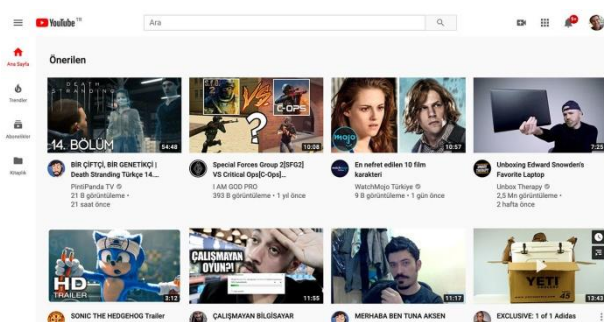 YouTube TR
Ara
9+
Ana Sayfa
Trendler
Abonelikler
Kitaplık
Önerilen
DEATH STRANDING
14. BÖLÜM
54:48
VS
?
C-OPS
10:08
MOJO
10:57
7:25
BİR ÇİFTÇİ, BİR GENETİKÇİ |
Death Stranding Türkçe 14....
PintiPanda TV
21 B görüntüleme •
21 saat önce
Special Forces Group 2[SFG2]
VS Critical Ops[C-Ops]...
I AM GOD PRO
393 B görüntüleme • 1 yıl önce
En nefret edilen 10 film
karakteri
WatchMojo Türkiye
9 B görüntüleme • 1 gün önce
Unboxing Edward Snowden's
Favorite Laptop
Unbox Therapy
2,5 Mn görüntüleme •
2 hafta önce
HD
TRAILER
3:12
ÇALIŞMAYAN
OYUN?!
11:55
11:17
YETI
45
12:43
SONIC THE HEDGEHOG Trailer
ÇALIŞMAYAN BİLGİSAYAR
MERHABA BEN TUNA AKŞEN
EXCLUSIVE: 1 of 1 Adidas